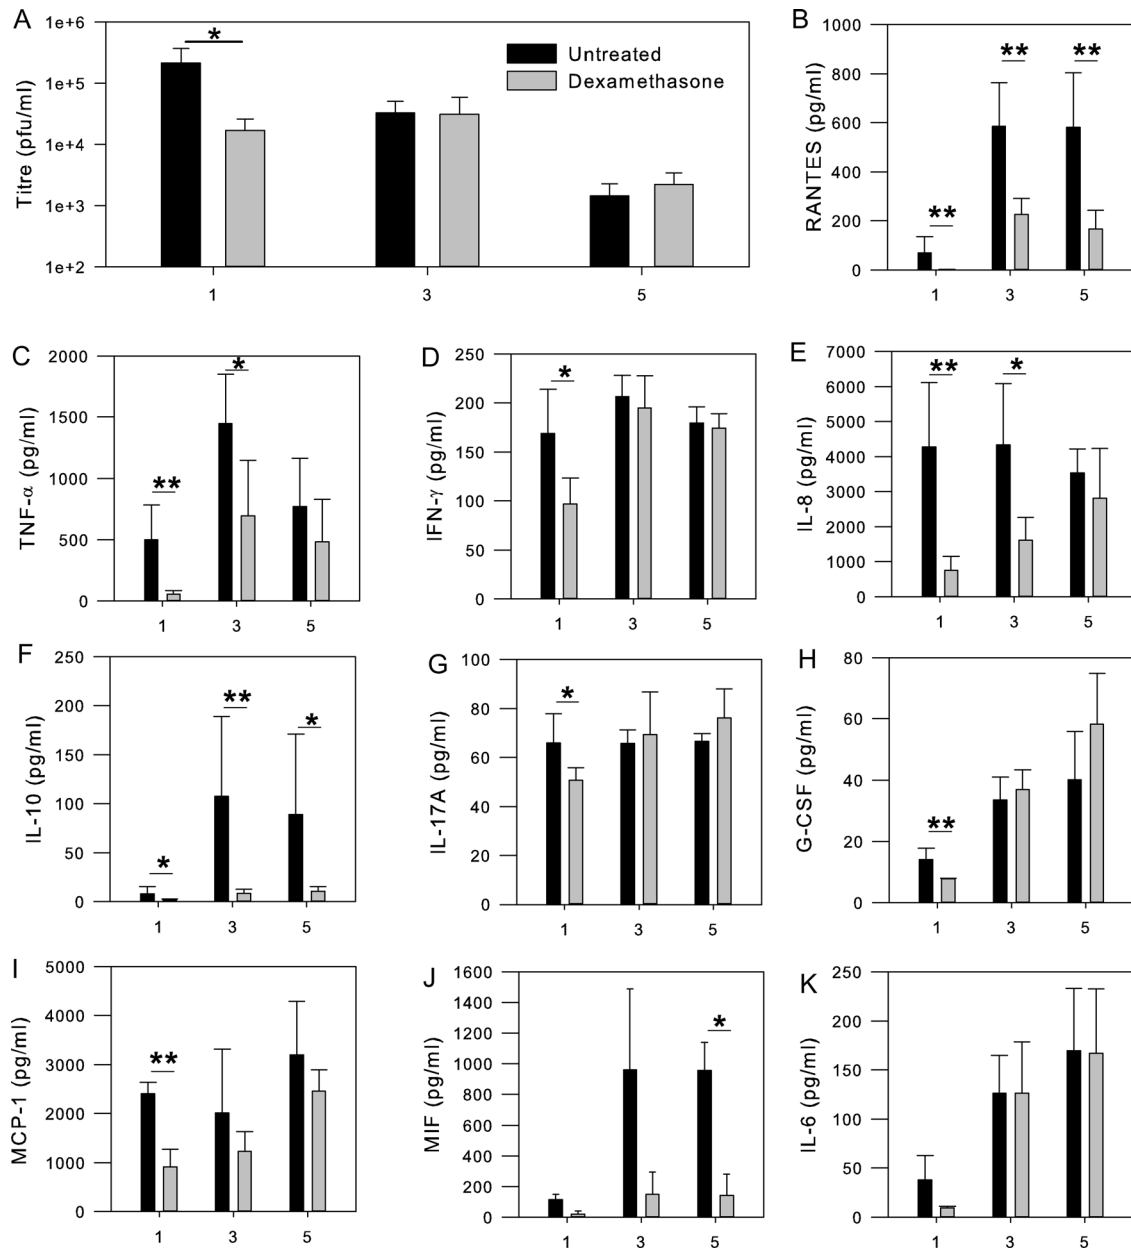 A
Titre (pfu/ml)
1e+6
1e+5
1e+4
1e+3
1e+2
*
Untreated
Dexamethasone
1 3 5
B
RANTES (pg/ml)
1000
800
600
400
200
0
** ** **
1 3 5
C
TNF-α (pg/ml)
2000
1500
1000
500
0
** *
1 3 5
D
IFN-γ (pg/ml)
250
200
150
100
50
0
*
1 3 5
E
IL-8 (pg/ml)
7000
6000
5000
4000
3000
2000
1000
0
** *
1 3 5
F
IL-10 (pg/ml)
250
200
150
100
50
0
* ** *
1 3 5
G
IL-17A (pg/ml)
100
80
60
40
20
0
*
1 3 5
H
G-CSF (pg/ml)
80
60
40
20
0
**
1 3 5
I
MCP-1 (pg/ml)
5000
4000
3000
2000
1000
0
**
1 3 5
J
MIF (pg/ml)
1600
1400
1200
1000
800
600
400
200
0
*
1 3 5
K
IL-6 (pg/ml)
250
200
150
100
50
0
1 3 5